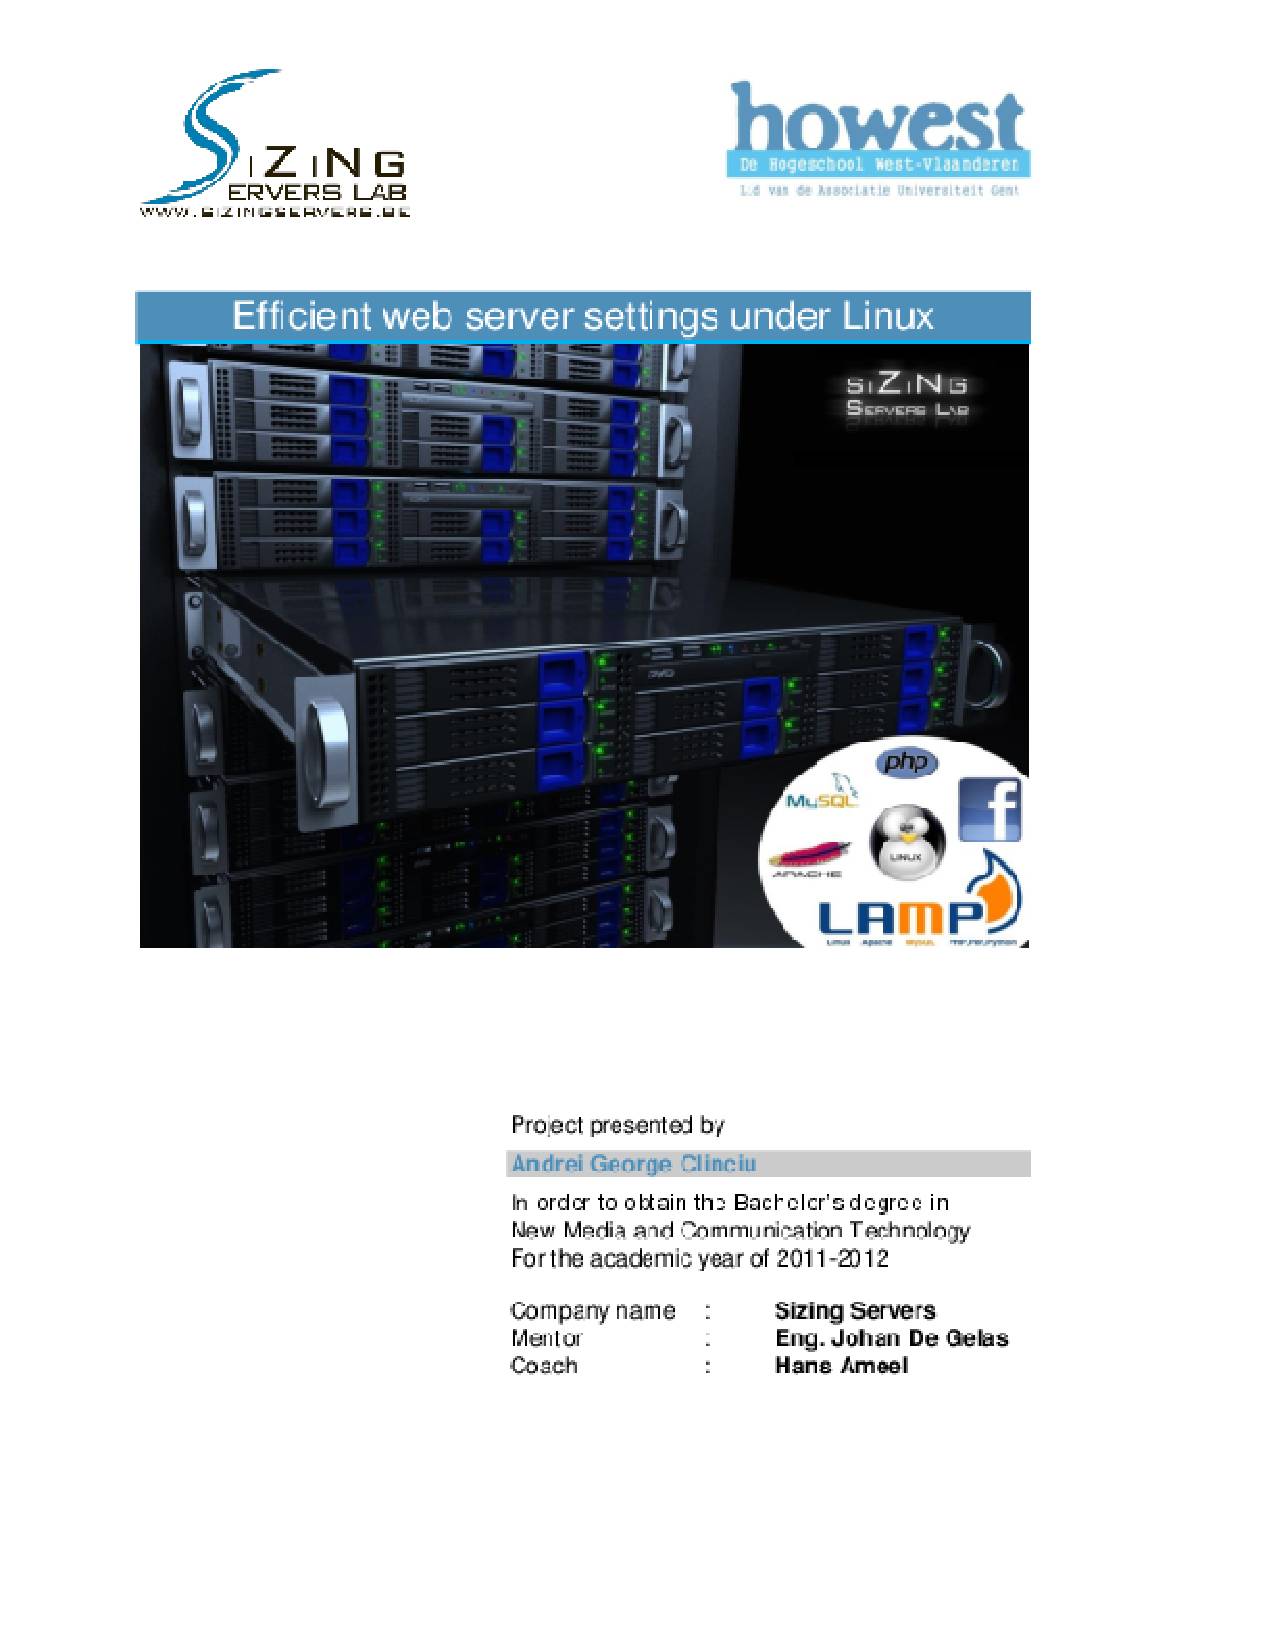 SiZiNG
SERVERS LAB
WWW.SIZINGSERVERS.BE
howest
De Hogeschool West-Vlaanderen
Lid van de Associatie Universiteit Gent
Efficient web server settings under Linux
SiZiNG
SERVERS LAB
php
MySQL
f
LINUX
APACHE
LAMP
Linux Apache MySQL
Project presented by
Andrei George Clinciu
In order to obtain the Bachelor's degree in
New Media and Communication Technology
For the academic year of 2011-2012
Company name : Sizing Servers
Mentor : Eng. Johan De Gelas
Coach : Hans Ameel